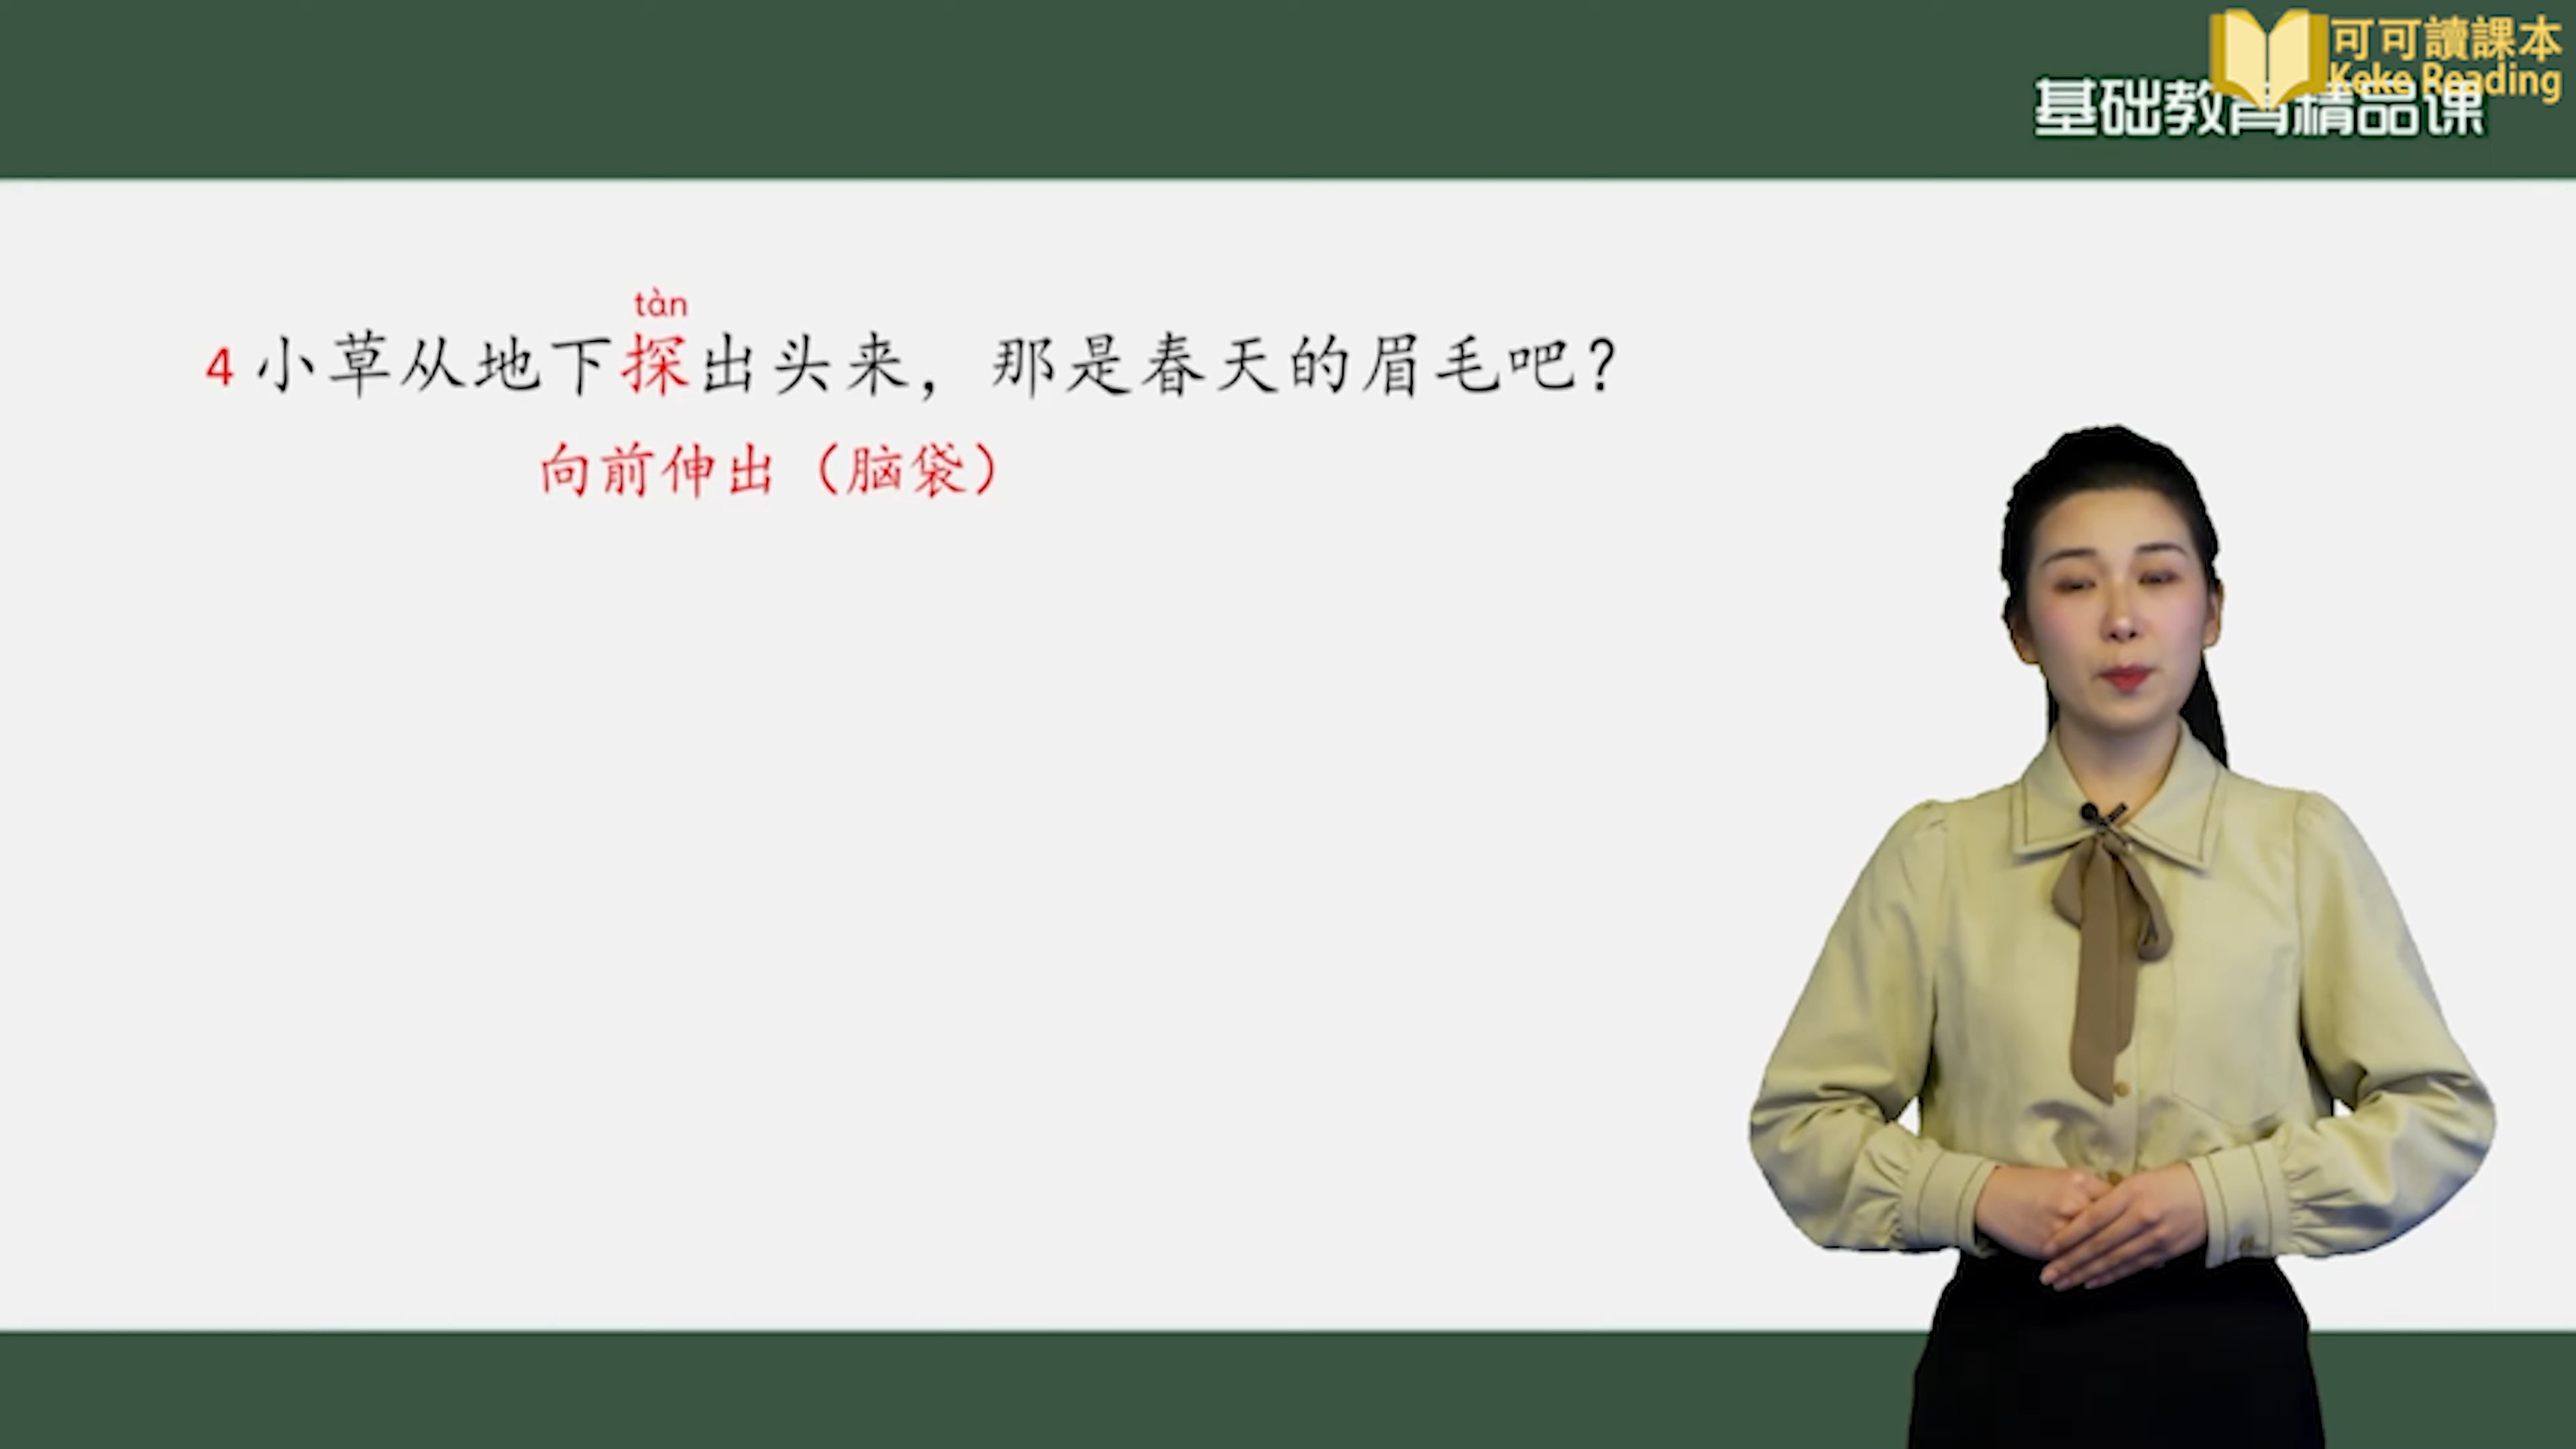 可可讀課本
Keke Reading
基础教育精品课
tàn
4 小草从地下探出头来，那是春天的眉毛吧？
向前伸出（脑袋）